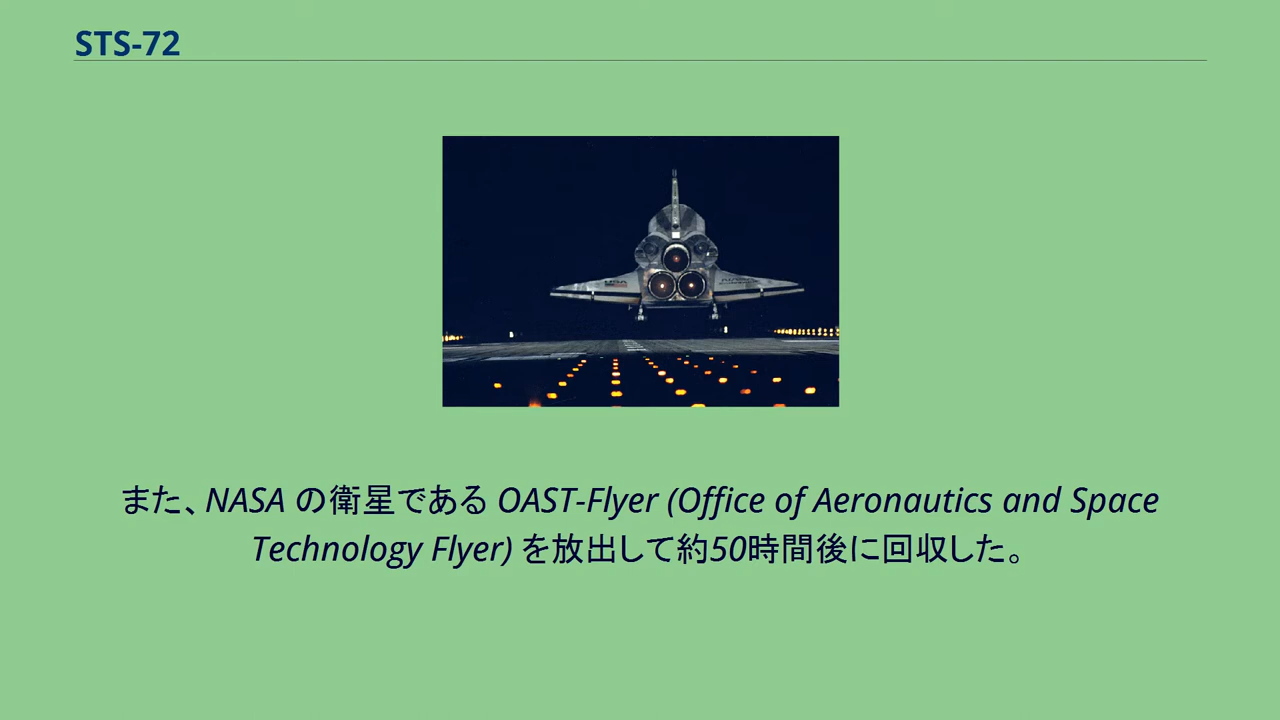 STS-72
USA
また、NASA の衛星である OAST-Flyer (Office of Aeronautics and Space
Technology Flyer) を放出して約50時間後に回収した。